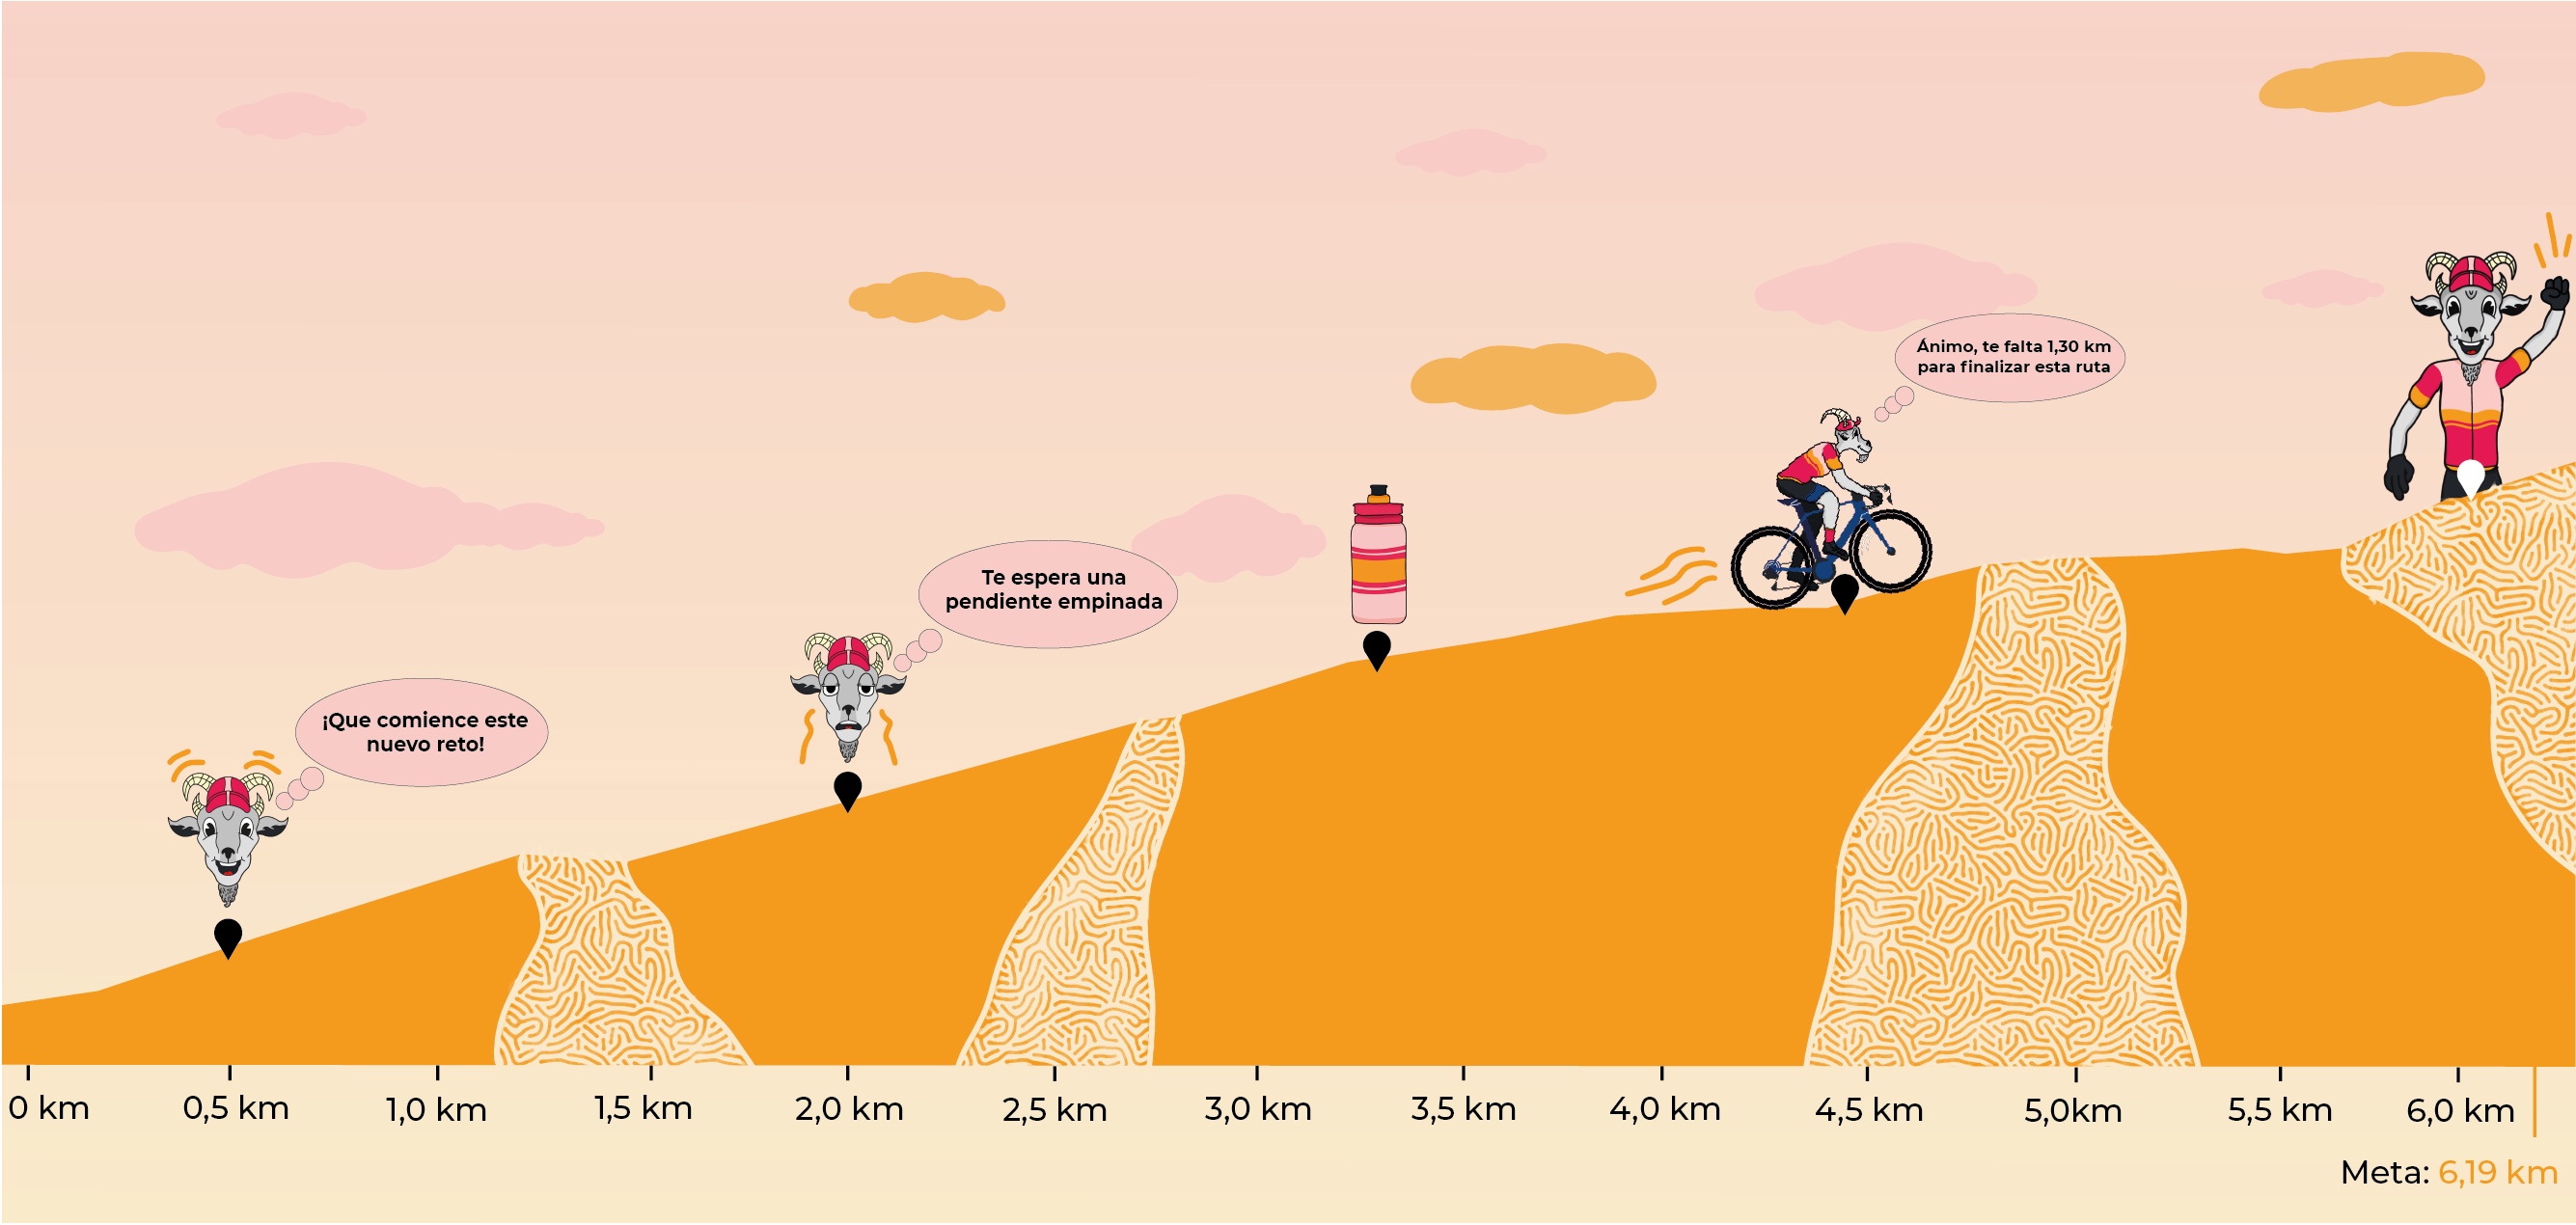 Ánimo, te falta 1,30 km
para finalizar esta ruta
Te espera una
pendiente empinada
¡Que comience este
nuevo reto!
0 km
0,5 km
1,0 km
1,5 km
2,0 km
2,5 km
3,0 km
3,5 km
4,0 km
4,5 km
5,0km
5,5 km
6,0 km
Meta: 6,19 km